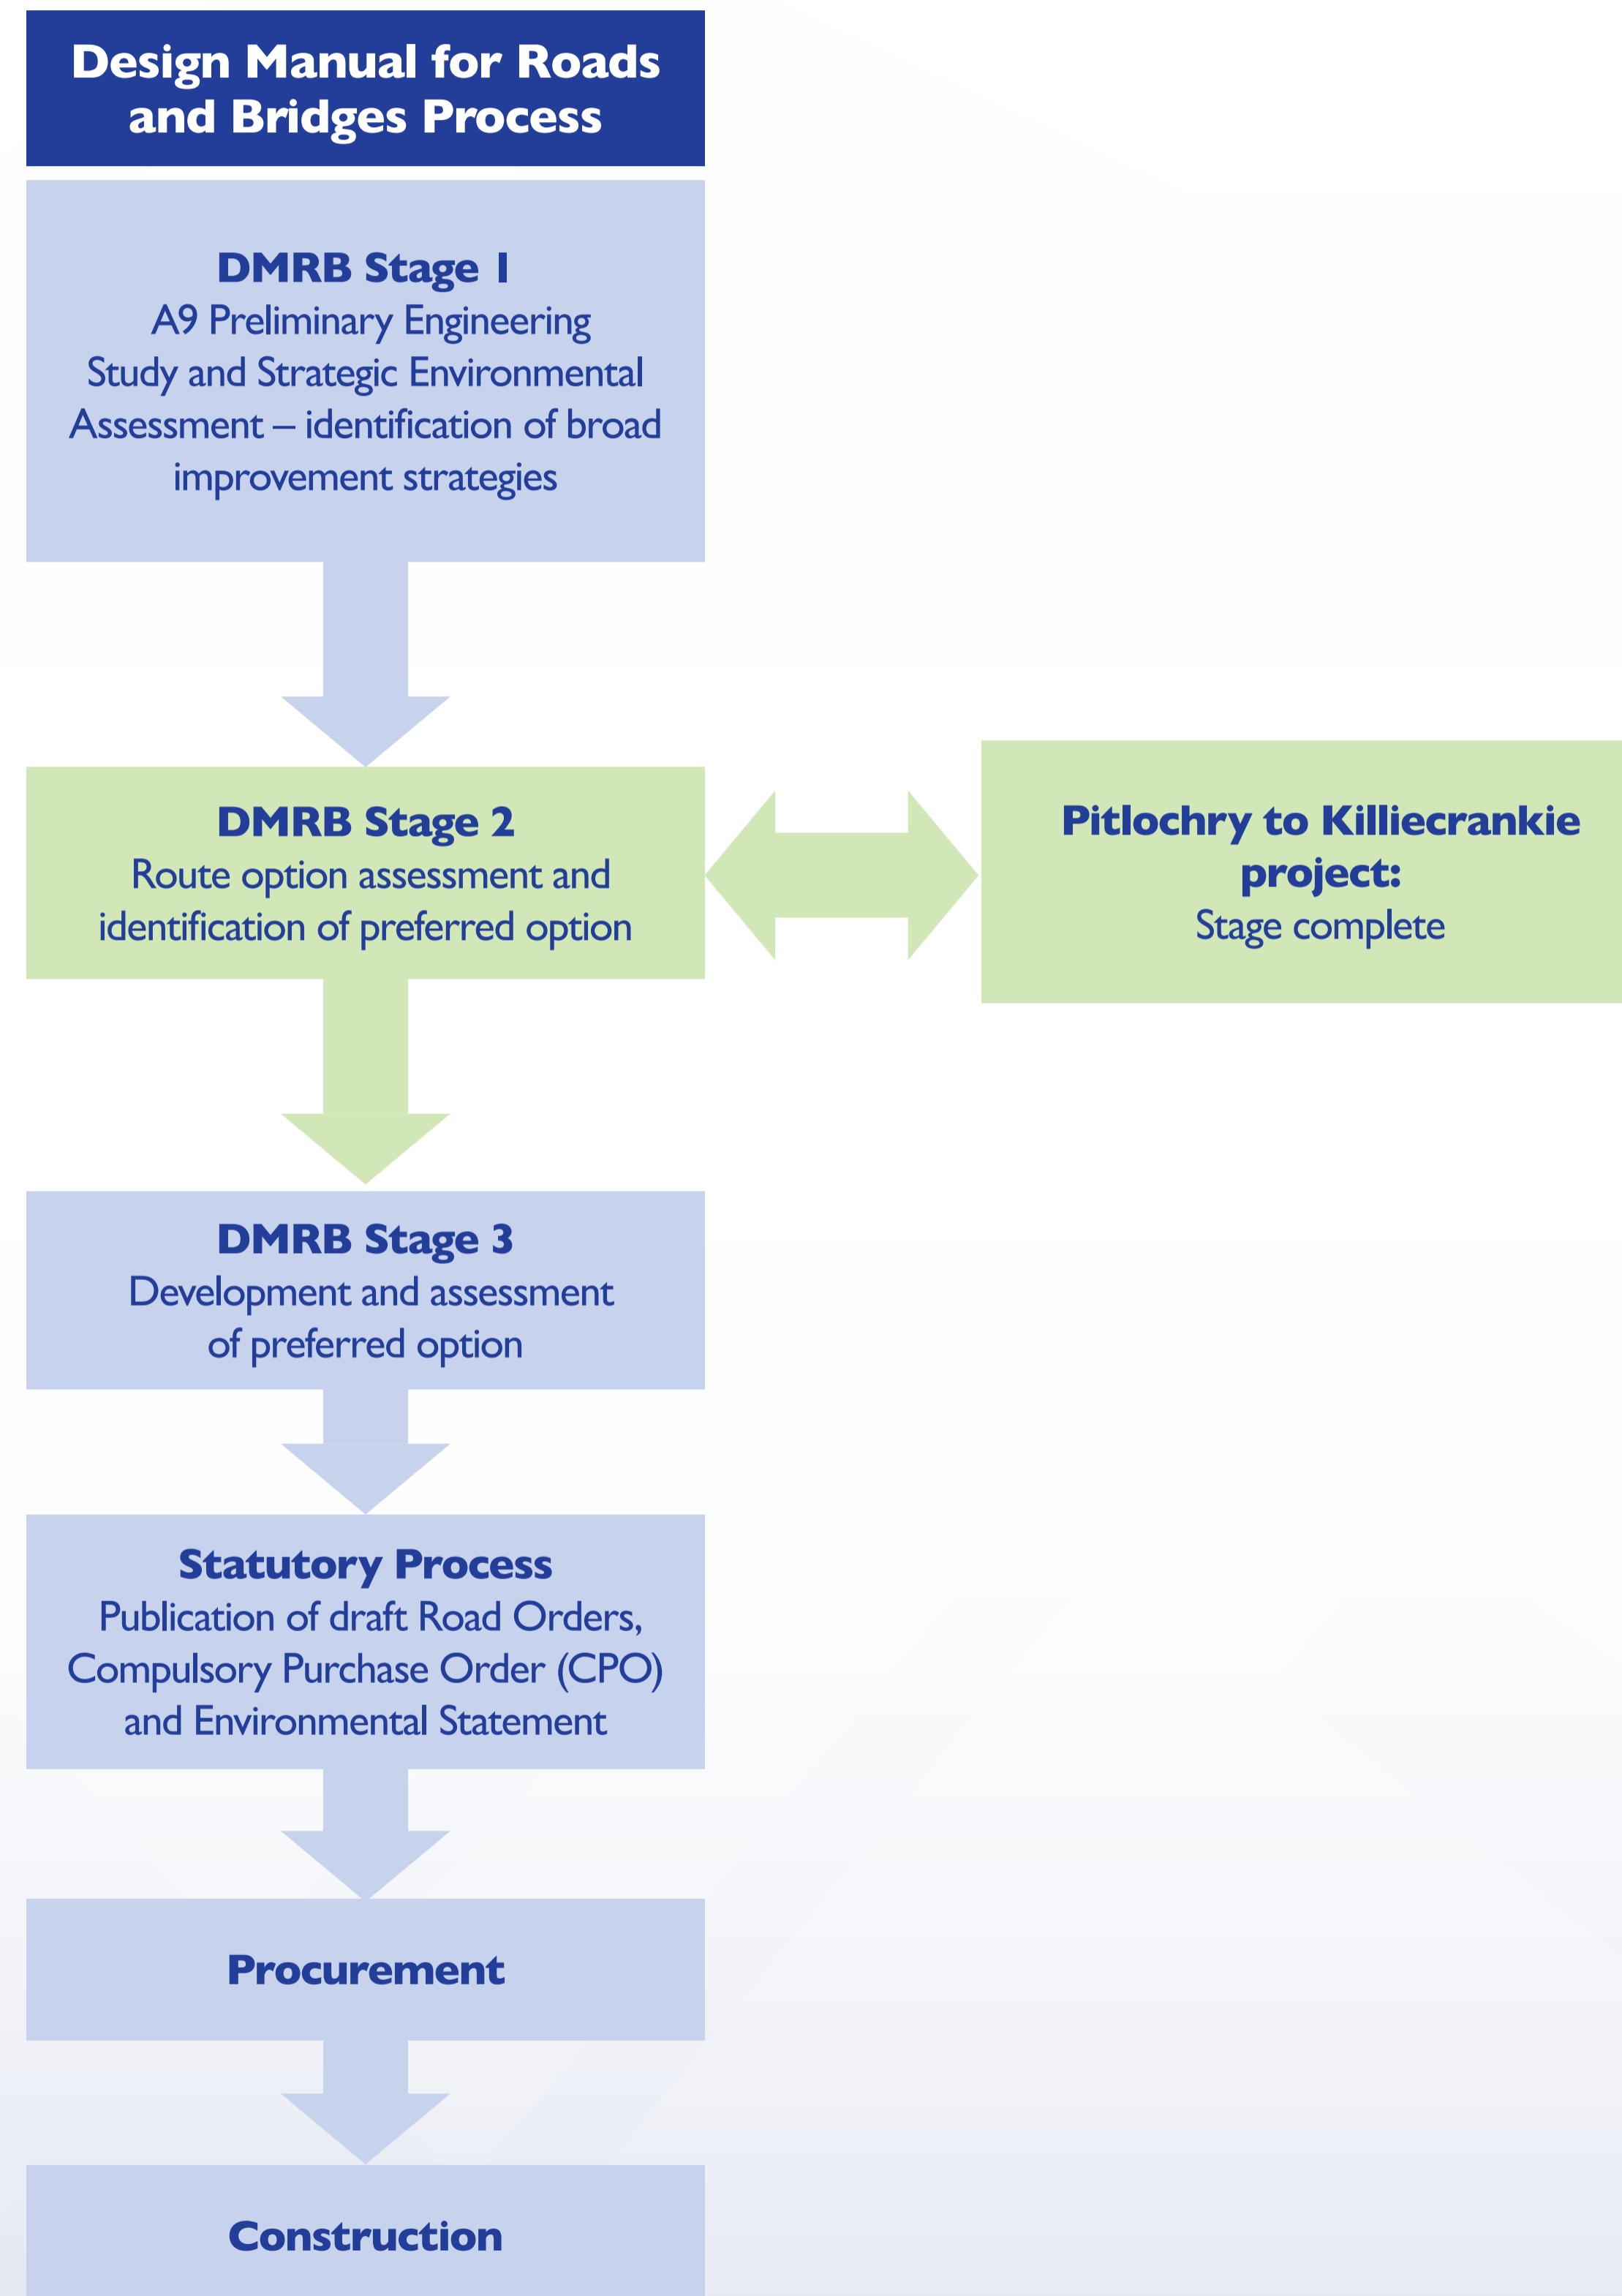 Design Manual for Roads
and Bridges Process
DMRB Stage 1
A9 Preliminary Engineering
Study and Strategic Environmental
Assessment – identification of broad
improvement strategies
DMRB Stage 2
Route option assessment and
identification of preferred option
Pitlochry to Killiecrankie
project:
Stage complete
DMRB Stage 3
Development and assessment
of preferred option
Statutory Process
Publication of draft Road Orders,
Compulsory Purchase Order (CPO)
and Environmental Statement
Procurement
Construction